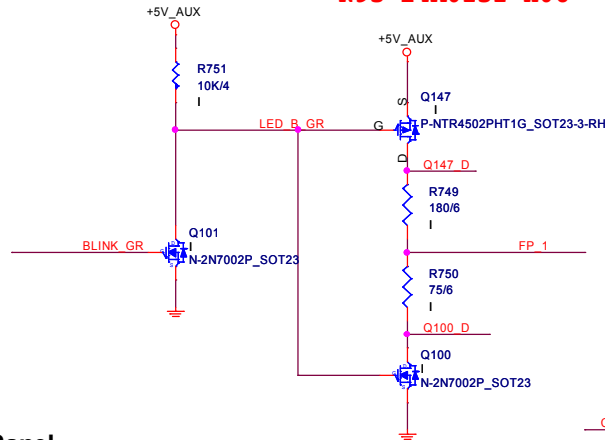 +5V_AUX
+5V_AUX
R751
10K/4
I
Q147
I
P-NTR4502PHT1G_SOT23-3-RH
S
G
D
LED_B_GR
Q147_D
R749
180/6
I
Q101
I
N-2N7002P_SOT23
BLINK_GR
FP_1
R750
75/6
I
Q100_D
Q100
I
N-2N7002P_SOT23